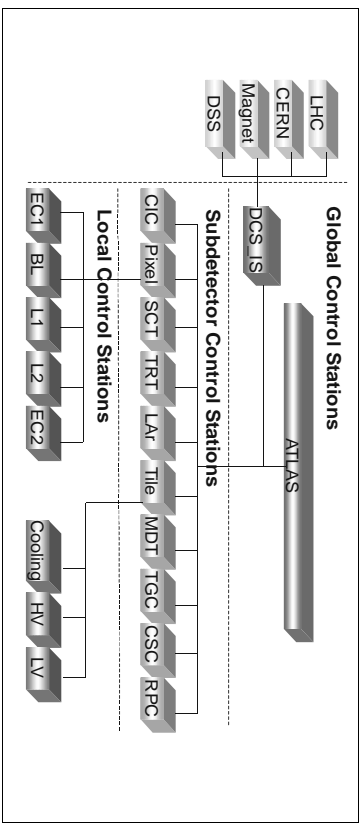 Global Control Stations
ATLAS
LHC
CERN
Magnet
DSS
DCS_IS
Subdetector Control Stations
CIC
Pixel
SCT
TRT
LAr
Tile
MDT
TGC
CSC
RPC
Local Control Stations
EC1
BL
L1
L2
EC2
Cooling
HV
LV